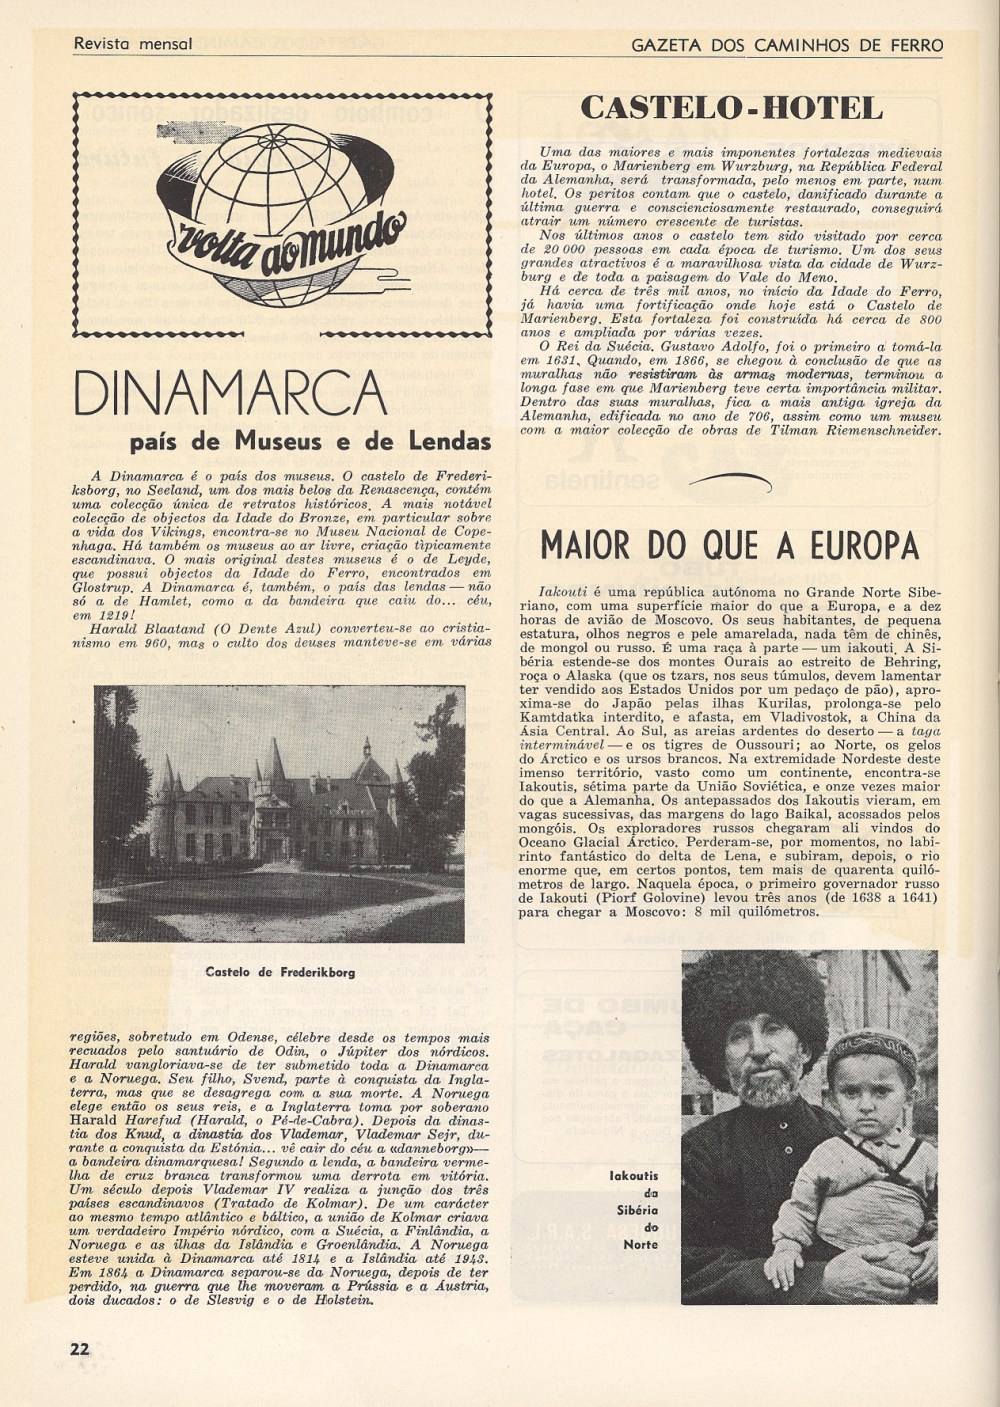 Revista mensal
GAZETA DOS CAMINHOS DE FERRO
volta ao mundo
DINAMARCA
país de Museus e de Lendas
A Dinamarca é o país dos museus. O castelo de Frederi-
ksborg, no Seeland, um dos mais belos da Renascença, contém
uma colecção única de retratos históricos. A mais notável
colecção de objectos da Idade do Bronze, em particular sobre
a vida dos Vikings, encontra-se no Museu Nacional de Cope-
nhaga. Há também os museus ao ar livre, criação tìpicamente
escandinava. O mais original destes museus é o de Leyde,
que possui objectos da Idade do Ferro, encontrados em
Glostrup. A Dinamarca é, também, o país das lendas — não
só a de Hamlet, como a da bandeira que caiu do... céu,
em 1219!
Harald Blaatand (O Dente Azul) converteu-se ao cristia-
nismo em 960, mas o culto dos deuses manteve-se em várias
Castelo de Frederikborg
regiões, sobretudo em Odense, célebre desde os tempos mais
recuados pelo santuário de Odin, o Júpiter dos nórdicos.
Harald vangloriava-se de ter submetido toda a Dinamarca
e a Noruega. Seu filho, Svend, parte à conquista da Ingla-
terra, mas que se desagrega com a sua morte. A Noruega
elege então os seus reis, e a Inglaterra toma por soberano
Harald Harefud (Harald, o Pé-de-Cabra). Depois da dinas-
tia dos Knud, a dinastia dos Vlademar, Vlademar Sejr, du-
rante a conquista da Estónia... vê cair do céu a «danneborg»—
a bandeira dinamarquesa! Segundo a lenda, a bandeira verme-
lha de cruz branca transformou uma derrota em vitória.
Um século depois Vlademar IV realiza a junção dos três
países escandinavos (Tratado de Kolmar). De um carácter
ao mesmo tempo atlântico e báltico, a união de Kolmar criava
um verdadeiro Império nórdico, com a Suécia, a Finlândia, a
Noruega e as ilhas da Islândia e Groenlândia. A Noruega
esteve unida à Dinamarca até 1814 e a Islândia até 1943.
Em 1864 a Dinamarca separou-se da Noruega, depois de ter
perdido, na guerra que lhe moveram a Prússia e a Áustria,
dois ducados: o de Slesvig e o de Holstein.
CASTELO-HOTEL
Uma das maiores e mais imponentes fortalezas medievais
da Europa, o Marienberg em Wurzburg, na República Federal
da Alemanha, será transformada, pelo menos em parte, num
hotel. Os peritos contam que o castelo, danificado durante a
última guerra e conscienciosamente restaurado, conseguirá
atrair um número crescente de turistas.
Nos últimos anos o castelo tem sido visitado por cerca
de 20 000 pessoas em cada época de turismo. Um dos seus
grandes atractivos é a maravilhosa vista da cidade de Wurz-
burg e de toda a paisagem do Vale do Meno.
Há cerca de três mil anos, no início da Idade do Ferro,
já havia uma fortificação onde hoje está o Castelo de
Marienberg. Esta fortaleza foi construída há cerca de 800
anos e ampliada por várias vezes.
O Rei da Suécia. Gustavo Adolfo, foi o primeiro a tomá-la
em 1631. Quando, em 1866, se chegou à conclusão de que as
muralhas não resistiram às armas modernas, terminou a
longa fase em que Marienberg teve certa importância militar.
Dentro das suas muralhas, fica a mais antiga igreja da
Alemanha, edificada no ano de 706, assim como um museu
com a maior colecção de obras de Tilman Riemenschneider.
MAIOR DO QUE A EUROPA
Iakouti é uma república autónoma no Grande Norte Sibe-
riano, com uma superfície maior do que a Europa, e a dez
horas de avião de Moscovo. Os seus habitantes, de pequena
estatura, olhos negros e pele amarelada, nada têm de chinês,
de mongol ou russo. É uma raça à parte — um iakouti. A Si-
béria estende-se dos montes Ourais ao estreito de Behring,
roça o Alaska (que os tzars, nos seus túmulos, devem lamentar
ter vendido aos Estados Unidos por um pedaço de pão), apro-
xima-se do Japão pelas ilhas Kurilas, prolonga-se pelo
Kamtdatka interdito, e afasta, em Vladivostok, a China da
Ásia Central. Ao Sul, as areias ardentes do deserto — a taga
interminável — e os tigres de Oussouri; ao Norte, os gelos
do Árctico e os ursos brancos. Na extremidade Nordeste deste
imenso território, vasto como um continente, encontra-se
Iakoutis, sétima parte da União Soviética, e onze vezes maior
do que a Alemanha. Os antepassados dos Iakoutis vieram, em
vagas sucessivas, das margens do lago Baikal, acossados pelos
mongóis. Os exploradores russos chegaram ali vindos do
Oceano Glacial Árctico. Perderam-se, por momentos, no labi-
rinto fantástico do delta de Lena, e subiram, depois, o rio
enorme que, em certos pontos, tem mais de quarenta quiló-
metros de largo. Naquela época, o primeiro governador russo
de Iakouti (Piorf Golovine) levou três anos (de 1638 a 1641)
para chegar a Moscovo: 8 mil quilómetros.
Iakoutis
da
Sibéria
do
Norte
22